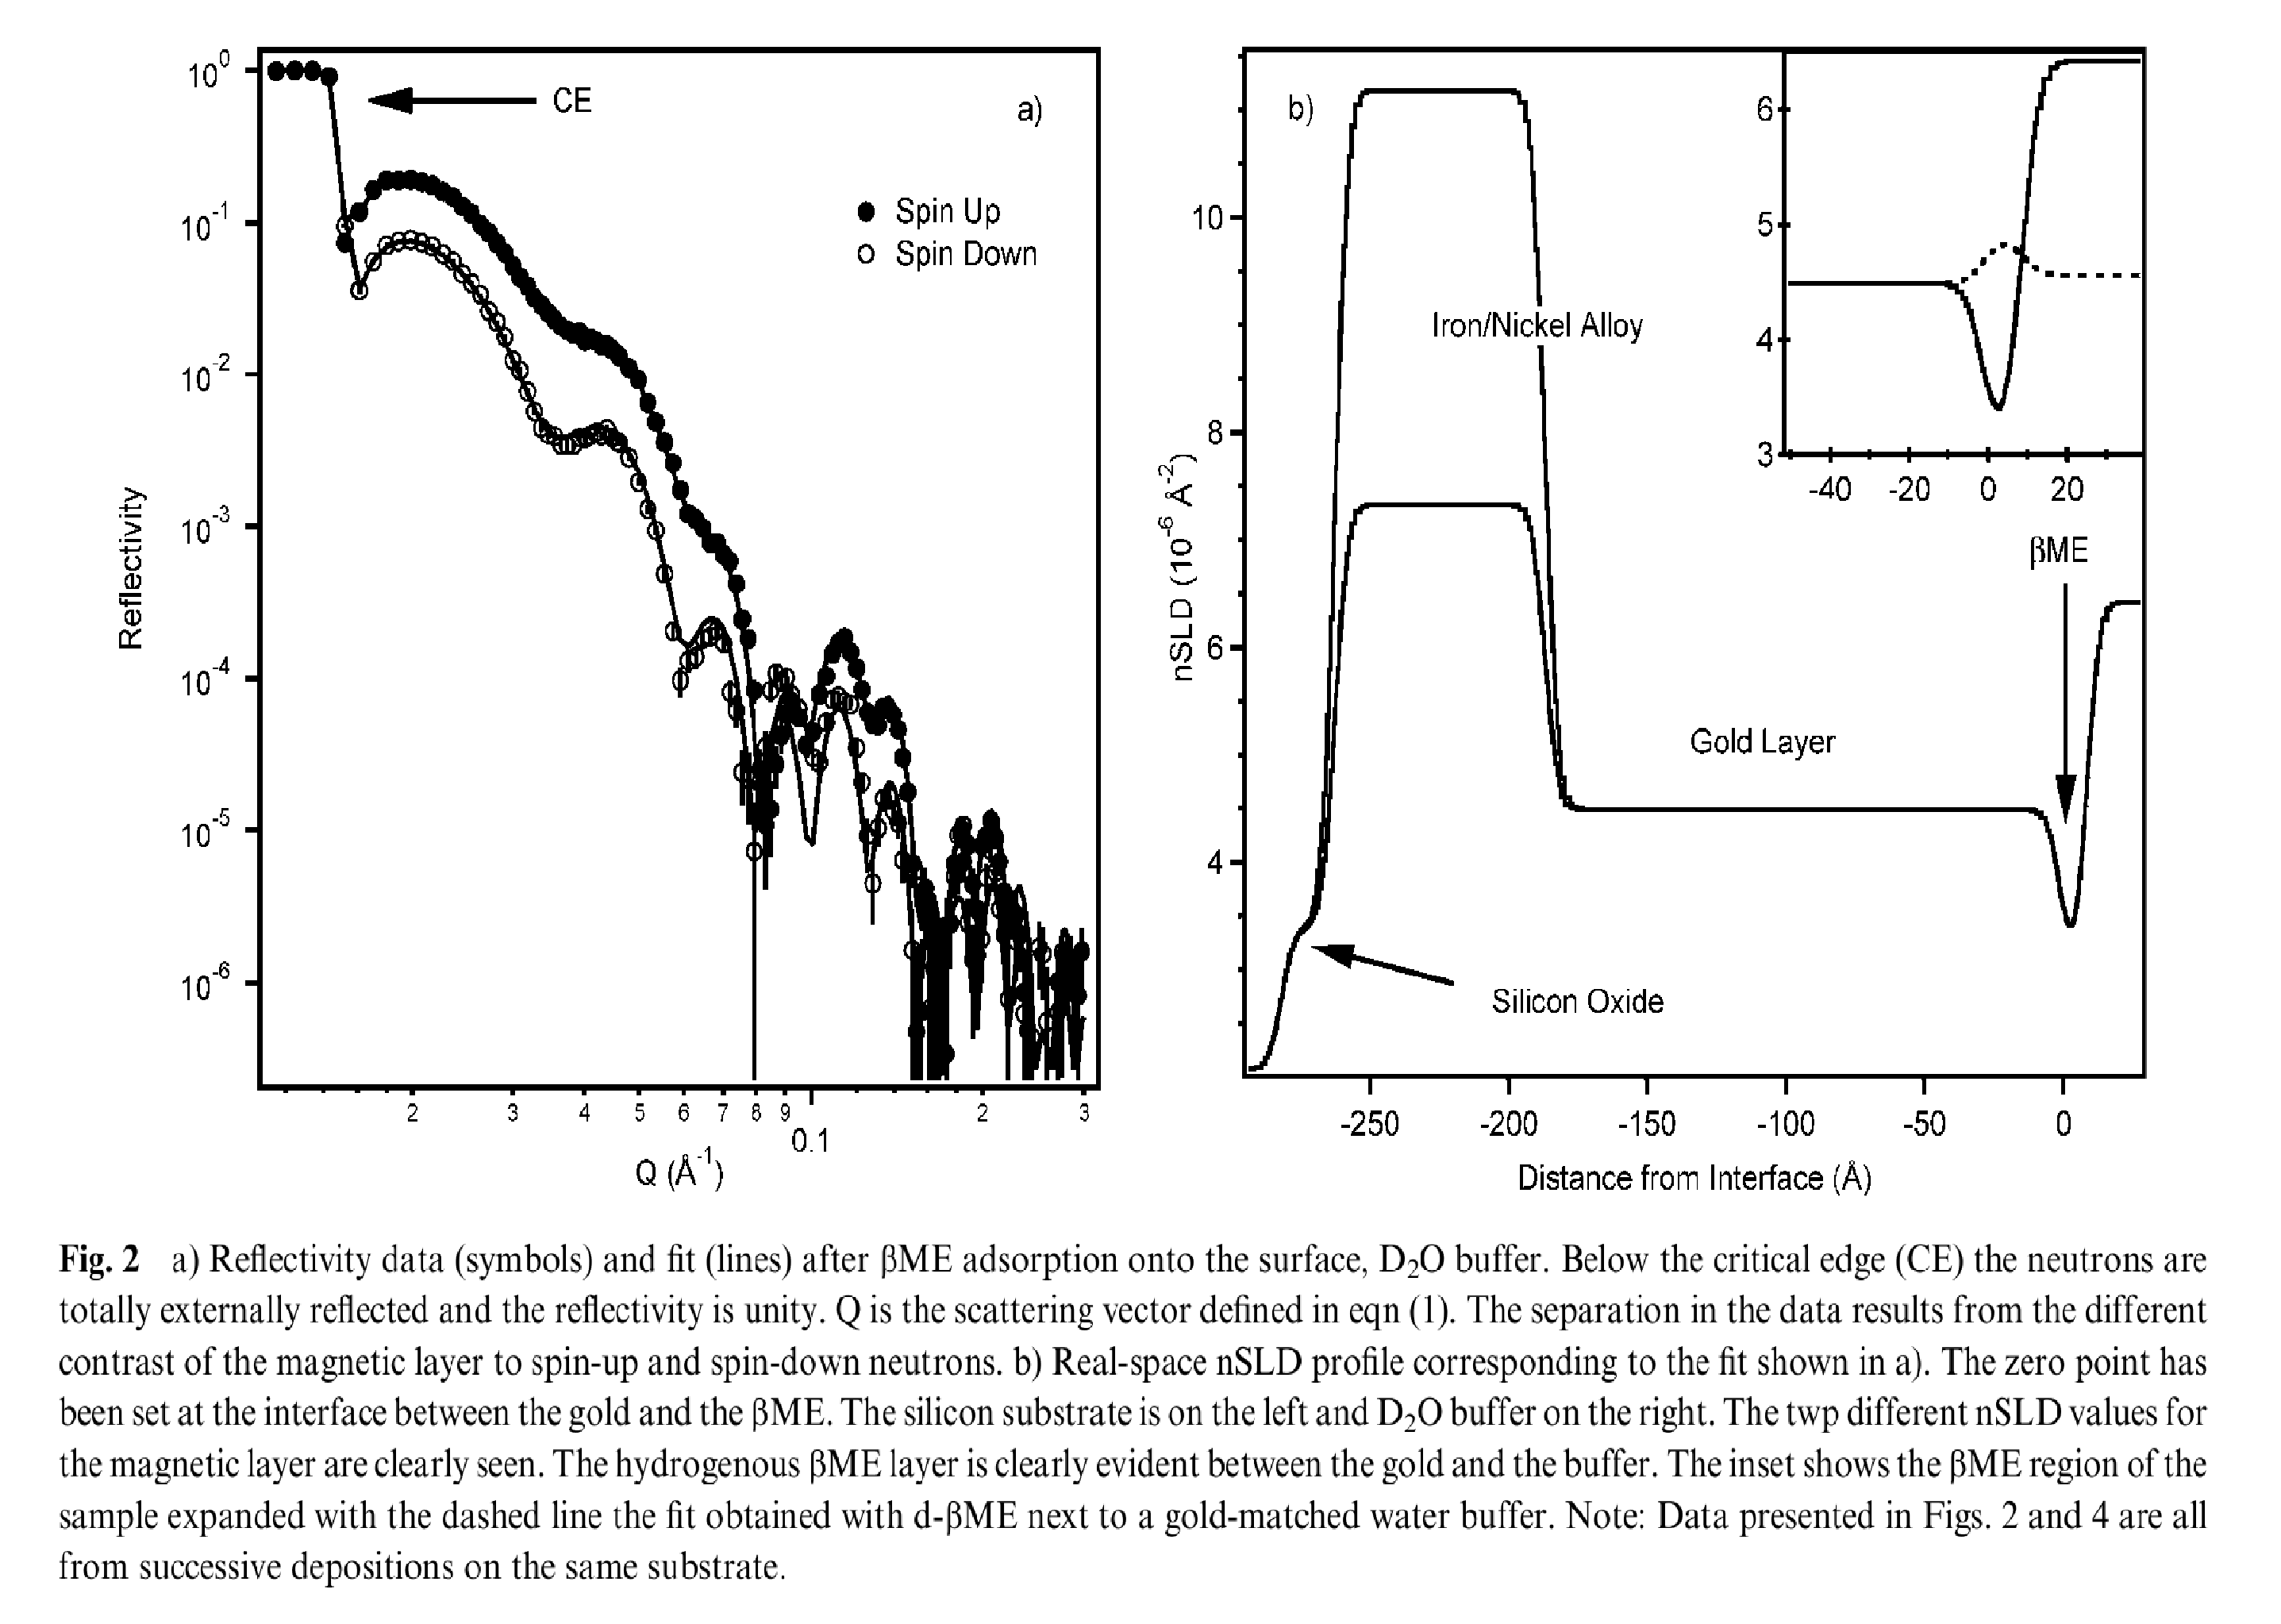 10^0
10^-1
10^-2
10^-3
10^-4
10^-5
10^-6
Reflectivity
CE
a)
Spin Up
Spin Down
2 3 4 5 6 7 8 9 2 3
0.1
Q (Å^-1)
b)
10
8
6
4
nSLD (10^-6 Å^-2)
Iron/Nickel Alloy
Gold Layer
Silicon Oxide
βME
6
5
4
3
-40 -20 0 20
-250 -200 -150 -100 -50 0
Distance from Interface (Å)
Fig. 2 a) Reflectivity data (symbols) and fit (lines) after βME adsorption onto the surface, D₂O buffer. Below the critical edge (CE) the neutrons are
totally externally reflected and the reflectivity is unity. Q is the scattering vector defined in eqn (1). The separation in the data results from the different
contrast of the magnetic layer to spin-up and spin-down neutrons. b) Real-space nSLD profile corresponding to the fit shown in a). The zero point has
been set at the interface between the gold and the βME. The silicon substrate is on the left and D₂O buffer on the right. The twp different nSLD values for
the magnetic layer are clearly seen. The hydrogenous βME layer is clearly evident between the gold and the buffer. The inset shows the βME region of the
sample expanded with the dashed line the fit obtained with d-βME next to a gold-matched water buffer. Note: Data presented in Figs. 2 and 4 are all
from successive depositions on the same substrate.